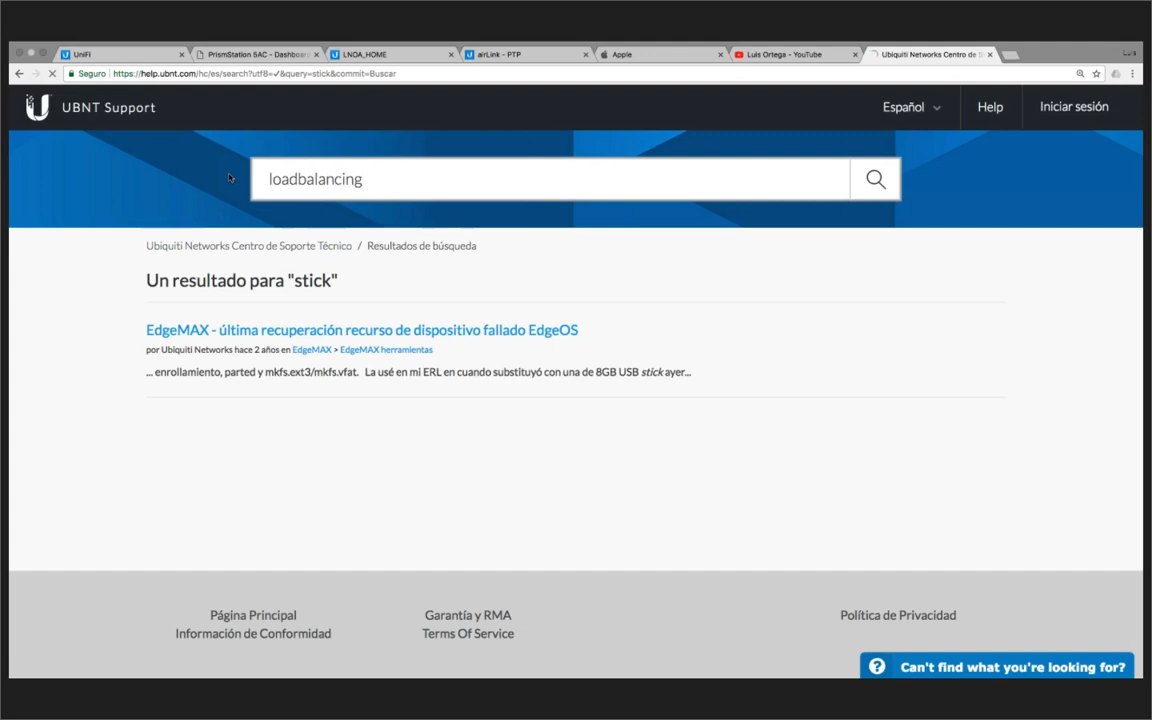 UniFi
PrismStation 5AC - Dashboar
LNOA_HOME
airLink - PTP
Apple
Luis Ortega - YouTube
Ubiquiti Networks Centro de S
Luis
Seguro
https://help.ubnt.com/hc/es/search?utf8=✓&query=stick&commit=Buscar
UBNT Support
Español
Help
Iniciar sesión
loadbalancing
Ubiquiti Networks Centro de Soporte Técnico / Resultados de búsqueda
Un resultado para "stick"
EdgeMAX - última recuperación recurso de dispositivo fallado EdgeOS
por Ubiquiti Networks hace 2 años en EdgeMAX > EdgeMAX herramientas
... enrollamiento, parted y mkfs.ext3/mkfs.vfat. La usé en mi ERL en cuando substituyó con una de 8GB USB stick ayer...
Página Principal
Garantía y RMA
Política de Privacidad
Información de Conformidad
Terms Of Service
? Can't find what you're looking for?